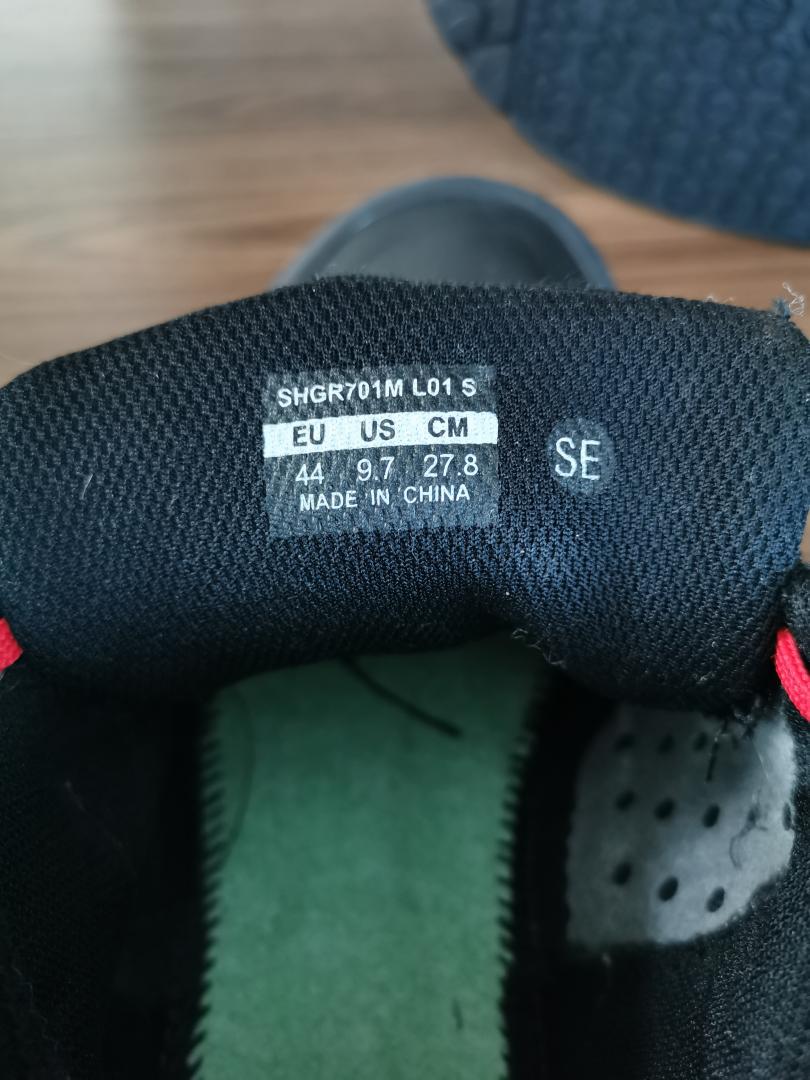 SHGR701M L01 S
EU US CM
44 9.7 27.8
MADE IN CHINA
SE